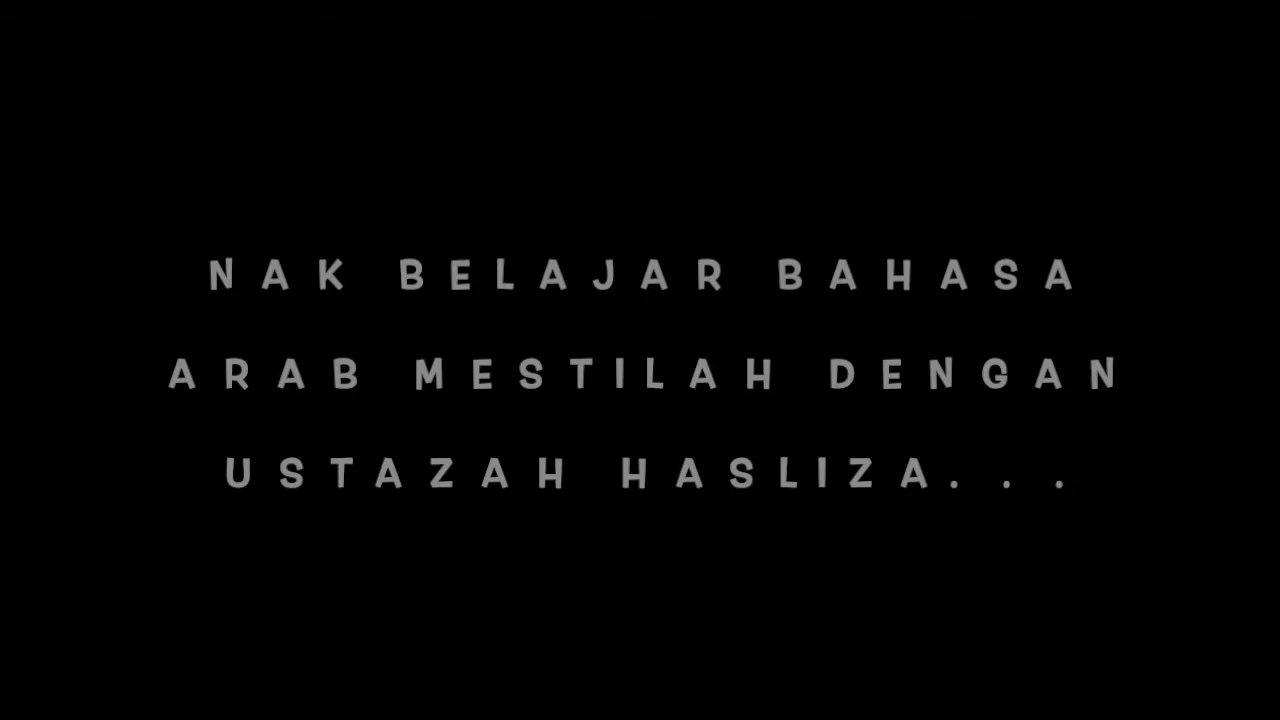 NAK BELAJAR BAHASA
ARAB MESTILAH DENGAN
USTAZAH HASLIZA...